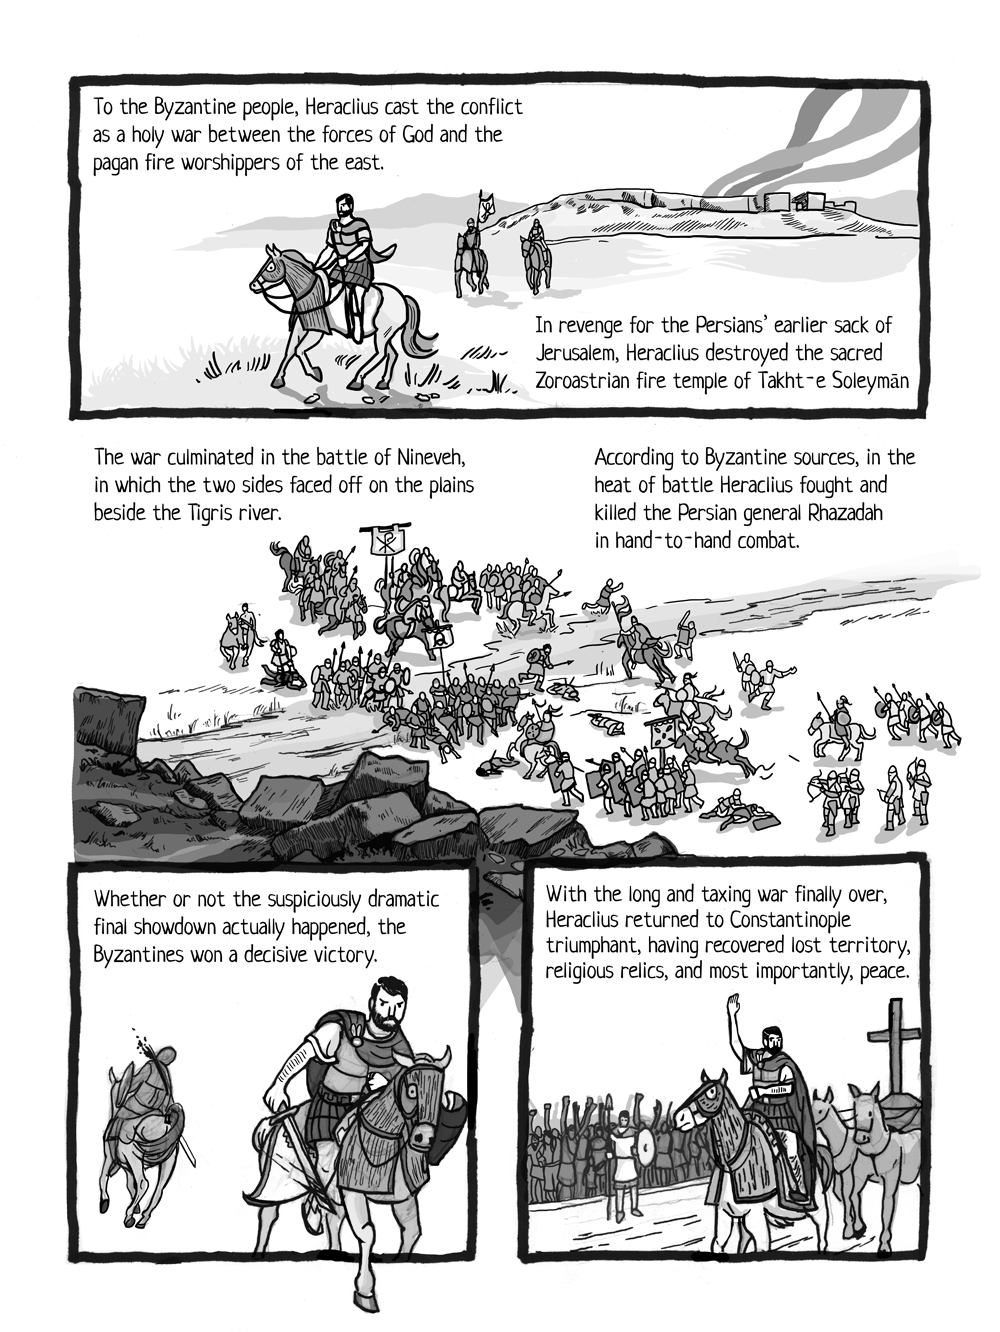 To the Byzantine people, Heraclius cast the conflict
as a holy war between the forces of God and the
pagan fire worshippers of the east.
In revenge for the Persians' earlier sack of
Jerusalem, Heraclius destroyed the sacred
Zoroastrian fire temple of Takht-e Soleymān
The war culminated in the battle of Nineveh,
in which the two sides faced off on the plains
beside the Tigris river.
According to Byzantine sources, in the
heat of battle Heraclius fought and
killed the Persian general Rhazadah
in hand-to-hand combat.
Whether or not the suspiciously dramatic
final showdown actually happened, the
Byzantines won a decisive victory.
With the long and taxing war finally over,
Heraclius returned to Constantinople
triumphant, having recovered lost territory,
religious relics, and most importantly, peace.